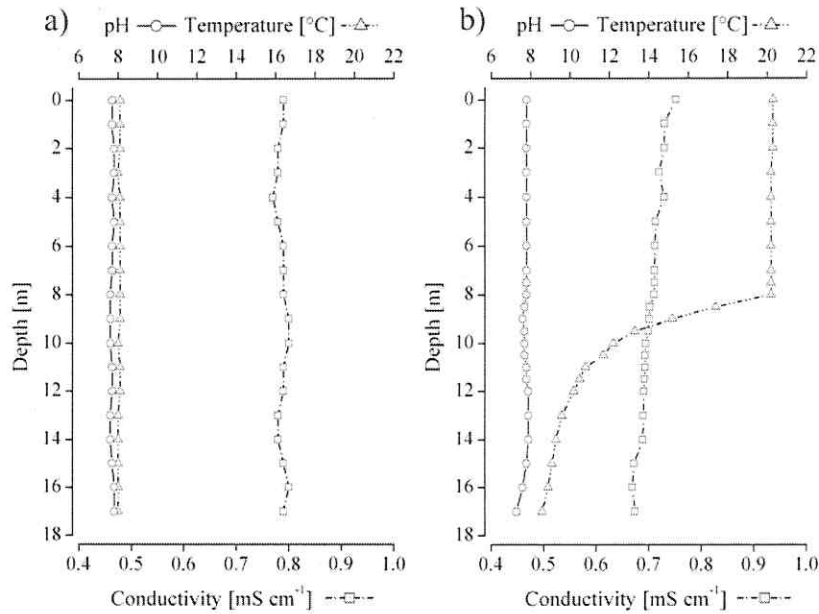 a)
pH Temperature [°C]
6 8 10 12 14 16 18 20 22
Depth [m]
0
2
4
6
8
10
12
14
16
18
0.4 0.5 0.6 0.7 0.8 0.9 1.0
Conductivity [mS cm⁻¹]
b)
pH Temperature [°C]
6 8 10 12 14 16 18 20 22
Depth [m]
0
2
4
6
8
10
12
14
16
18
0.4 0.5 0.6 0.7 0.8 0.9 1.0
Conductivity [mS cm⁻¹]